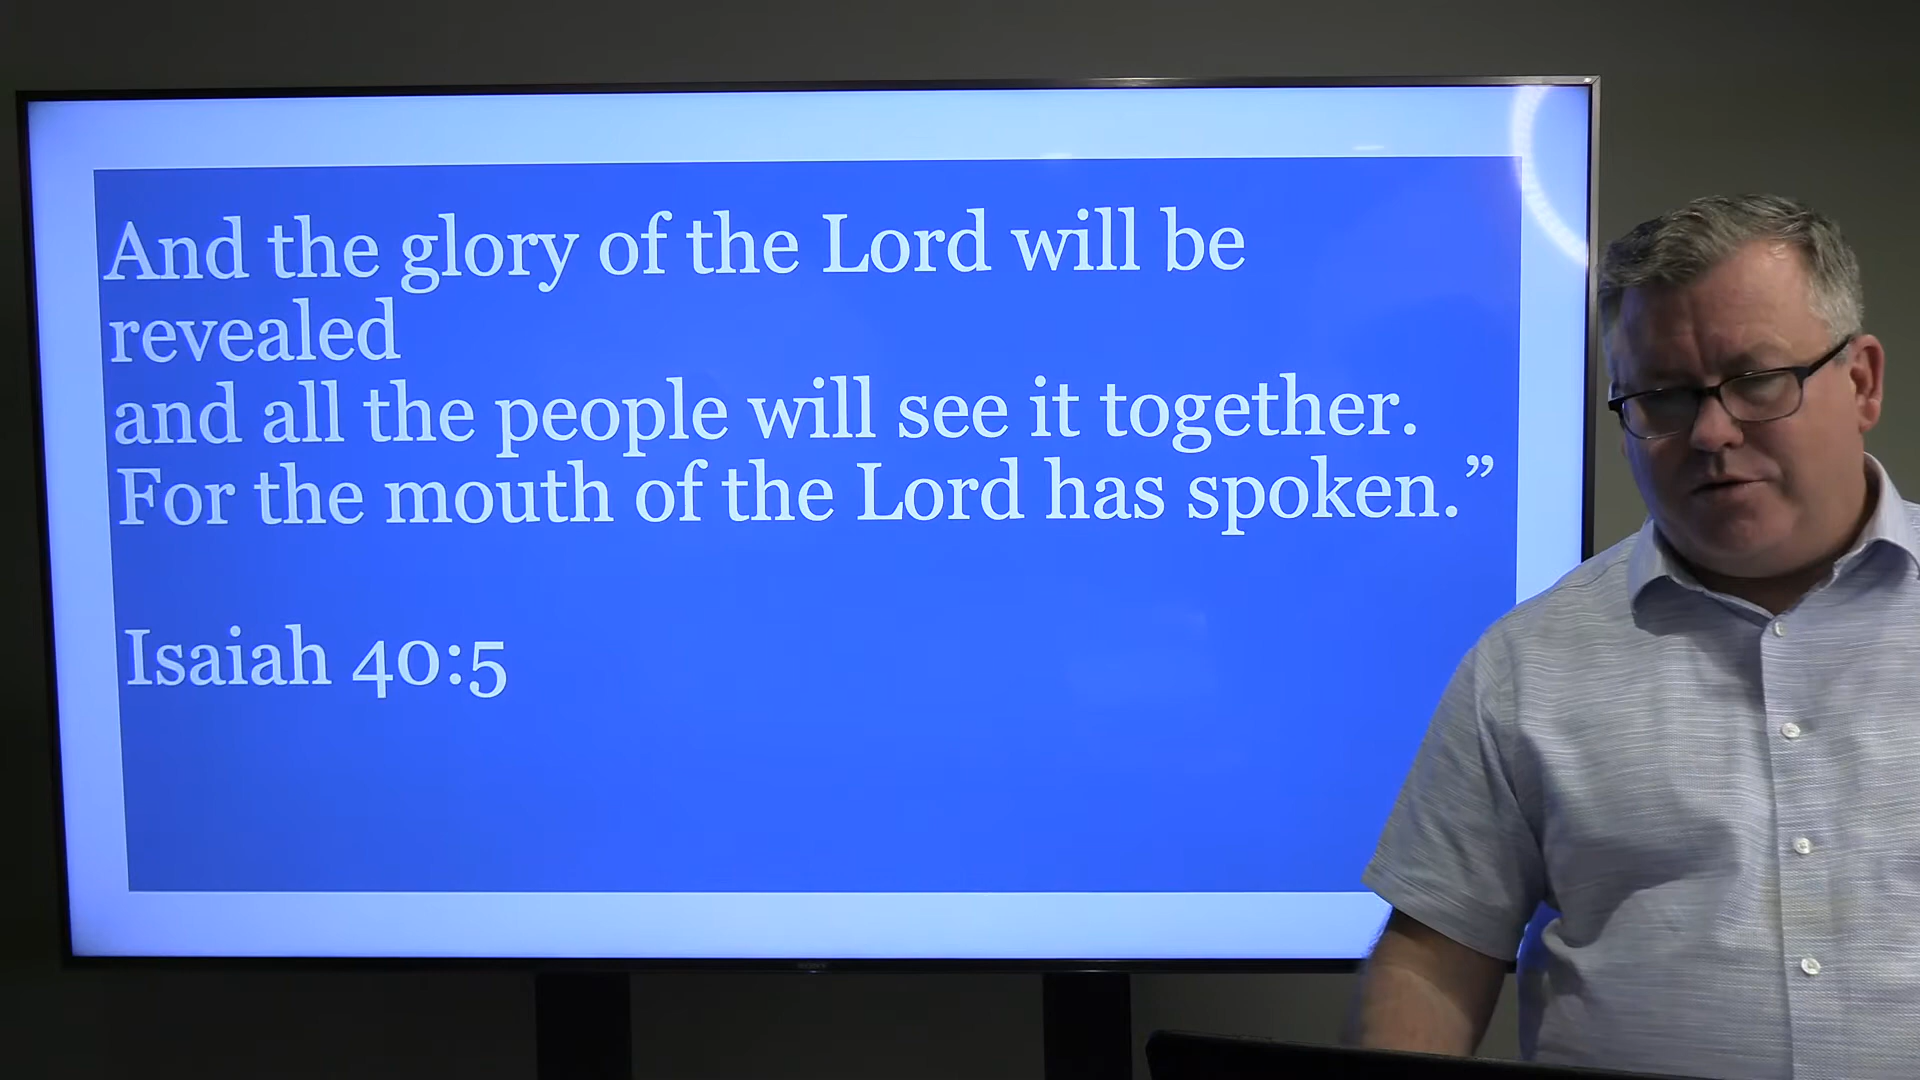 And the glory of the Lord will be
revealed
and all the people will see it together.
For the mouth of the Lord has spoken.”
Isaiah 40:5